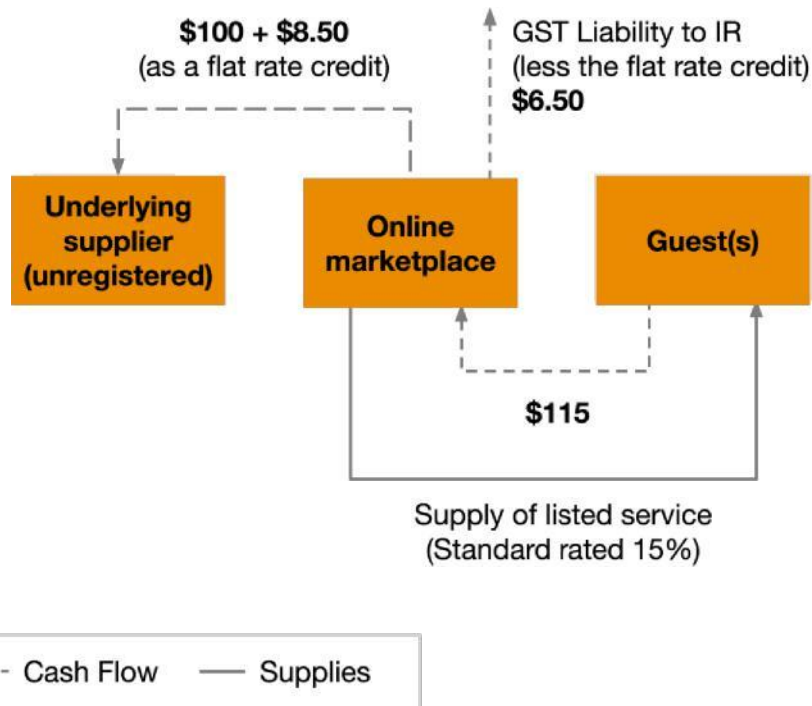 $100 + $8.50
(as a flat rate credit)
GST Liability to IR
(less the flat rate credit)
$6.50
Underlying
supplier
(unregistered)
Online
marketplace
Guest(s)
$115
Supply of listed service
(Standard rated 15%)
Cash Flow
Supplies